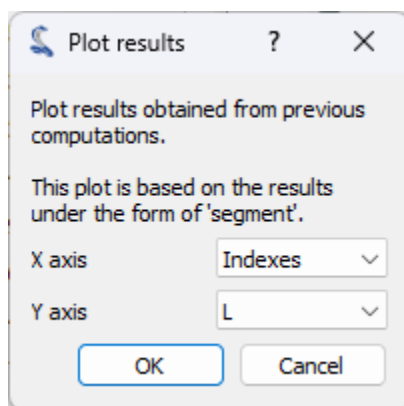 Plot results ?
Plot results obtained from previous
computations.
This plot is based on the results
under the form of 'segment'.
X axis Indexes
Y axis L
OK Cancel